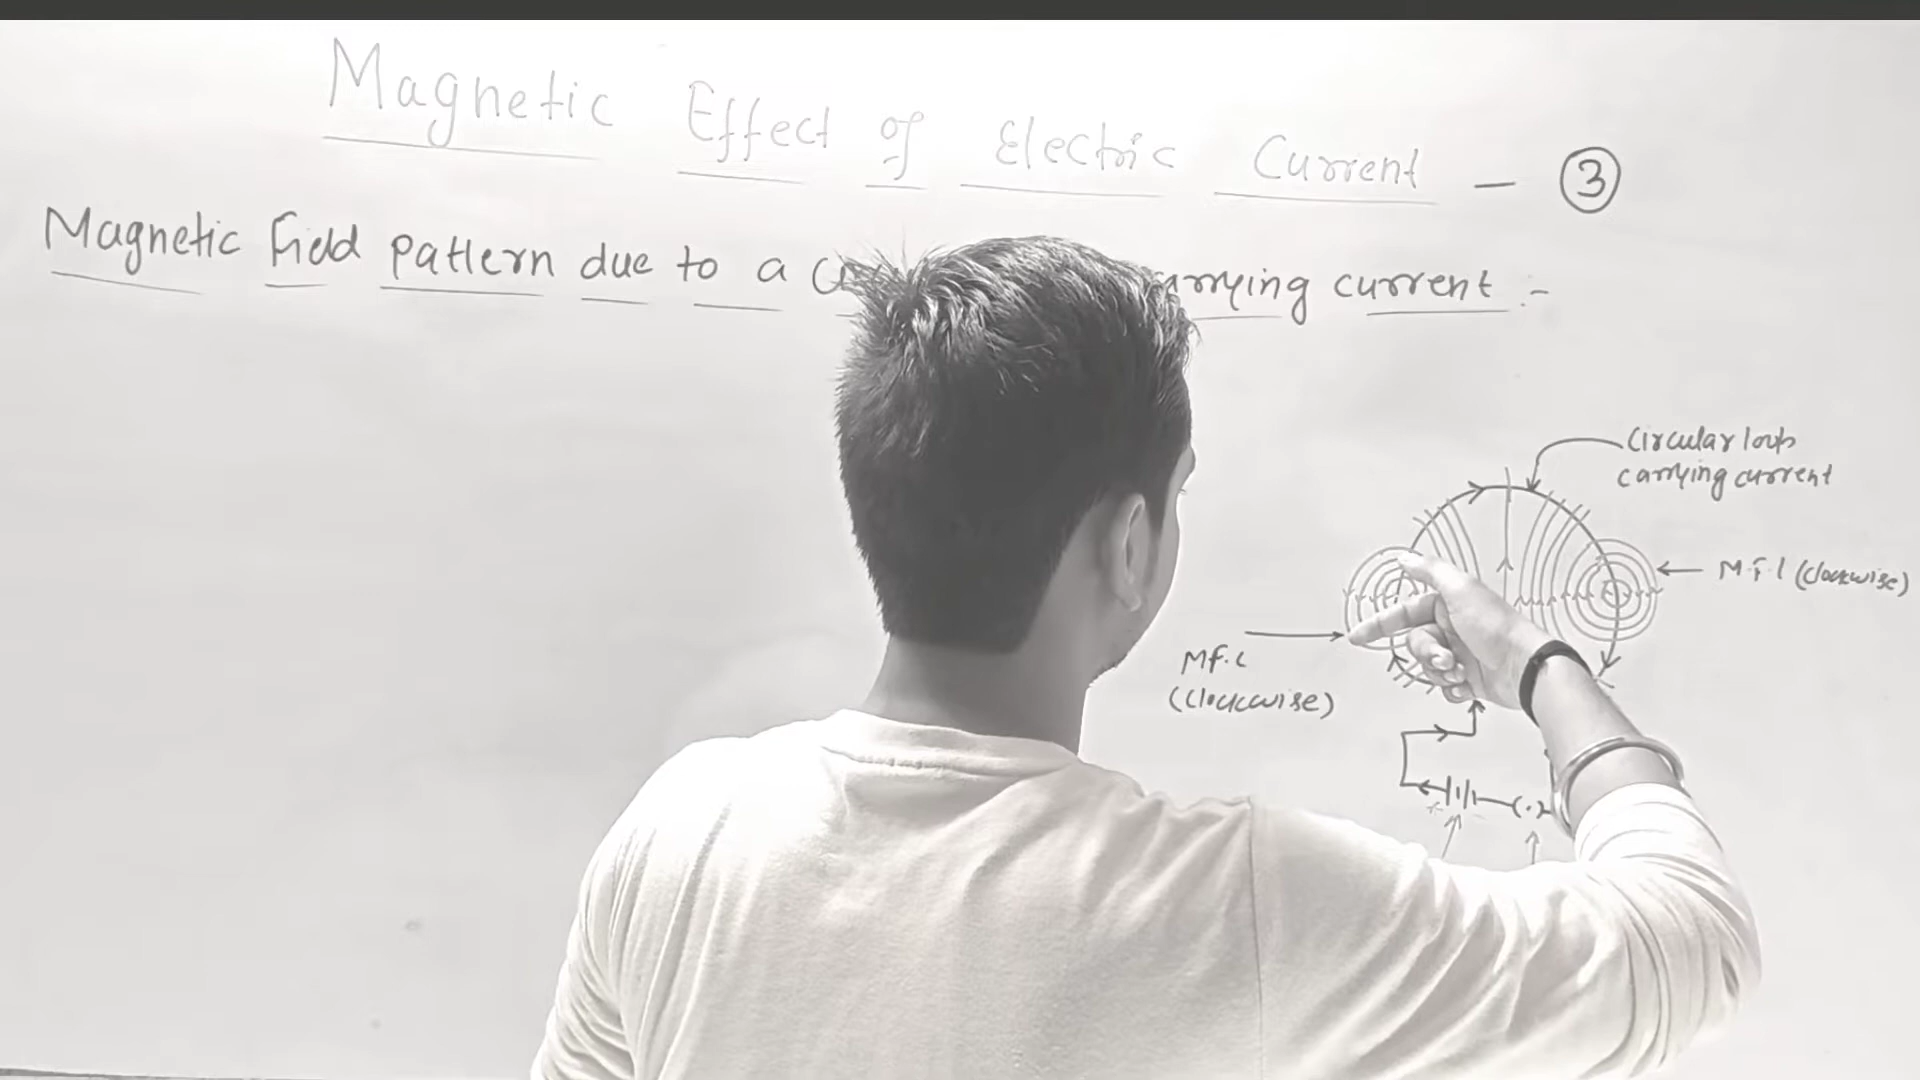 Magnetic Effect of Electric Current - ③
Magnetic field pattern due to a carrying current :-
Circular loop
carrying current
M.f.l (clockwise)
Mf.l
(clockwise)